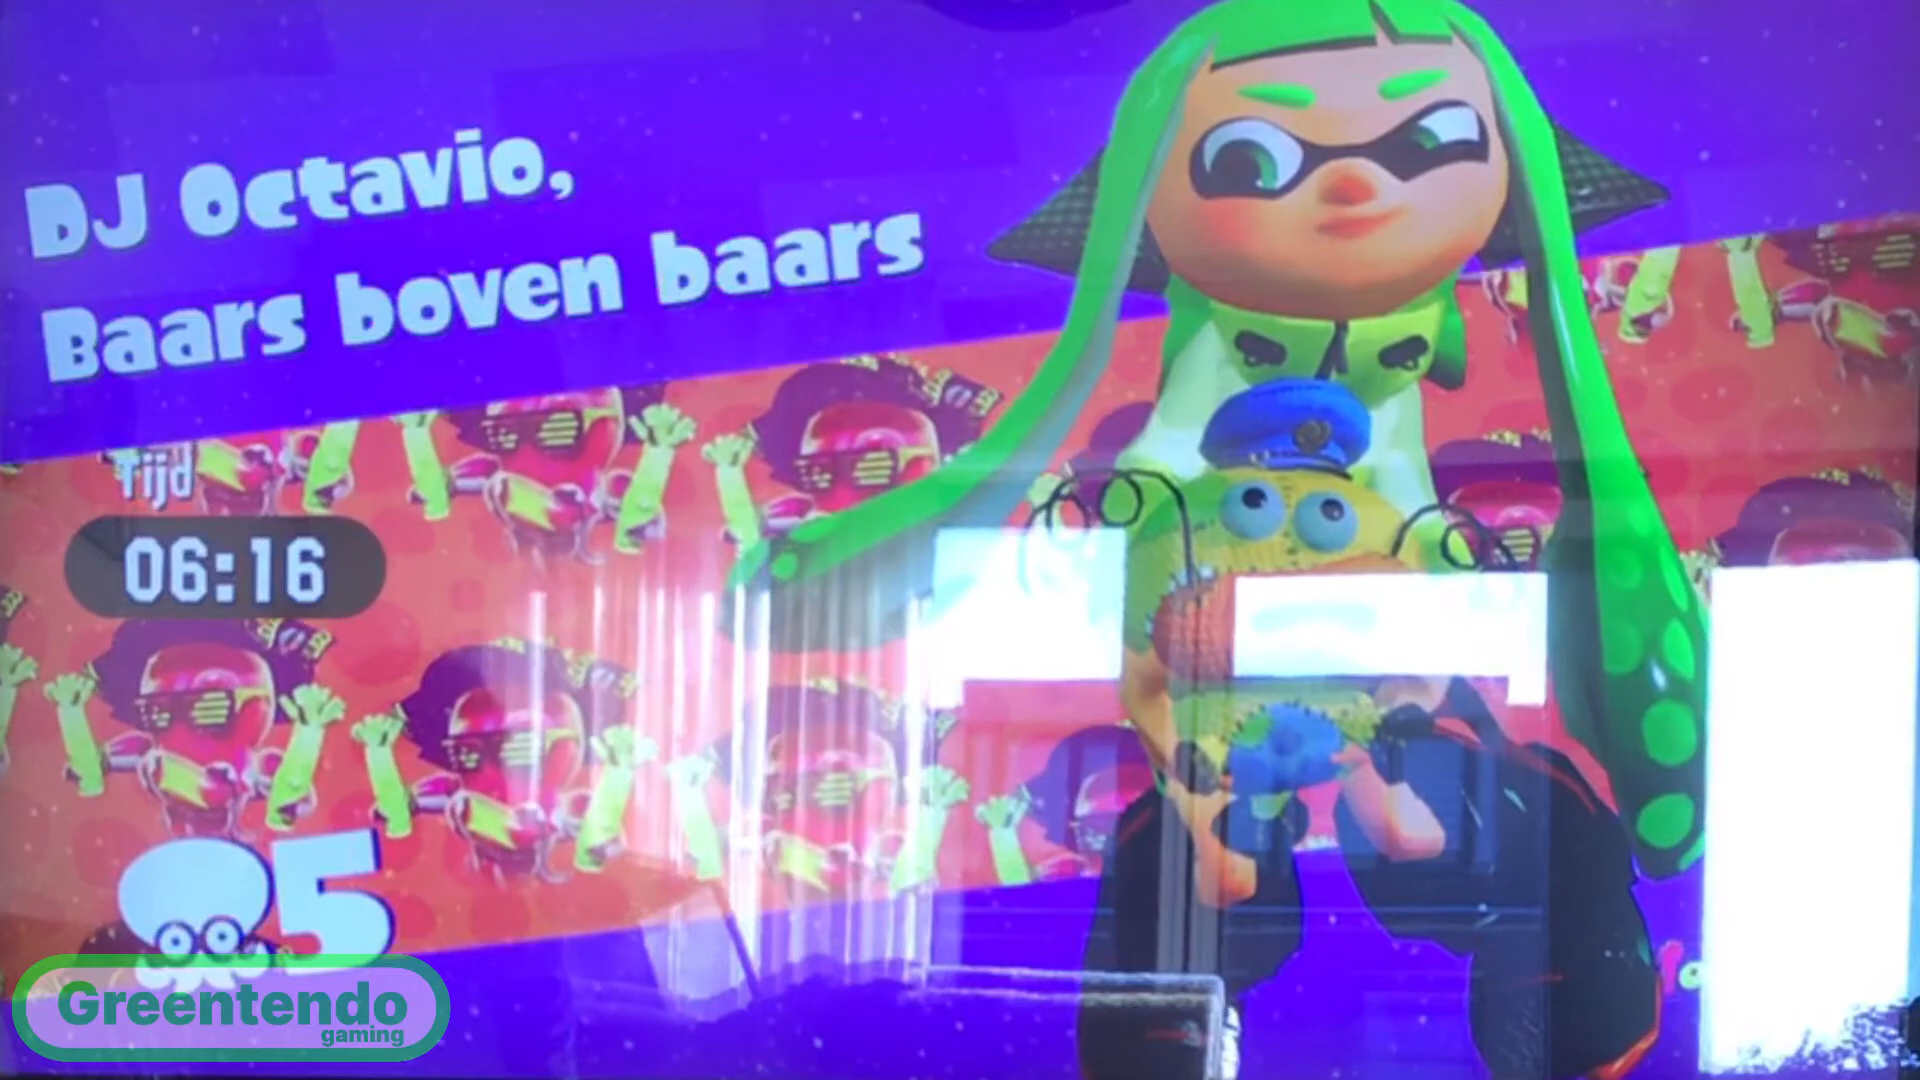 DJ Octavio,
Baars boven baars
Tijd
06:16
5
Greentendo
gaming